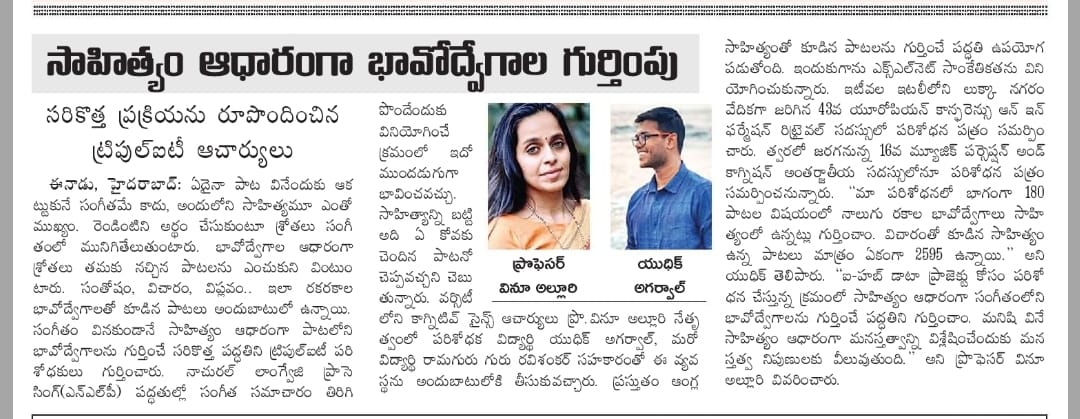 సాహిత్యం ఆధారంగా భావోద్వేగాల గుర్తింపు
సరికొత్త ప్రక్రియను రూపొందించిన
ట్రిపుల్ఐటీ ఆచార్యులు
ఈనాడు, హైదరాబాద్: ఏదైనా పాట వినేందుకు ఆక
ట్టుకునే సంగీతమే కాదు, అందులోని సాహిత్యమూ ఎంతో
ముఖ్యం. రెండింటిని అర్థం చేసుకుంటూ శ్రోతలు సంగీ
తంలో మునిగితేలుతుంటారు. భావోద్వేగాల ఆధారంగా
శ్రోతలు తమకు నచ్చిన పాటలను ఎంచుకుని వింటుం
టారు. సంతోషం, విచారం, విప్లవం.. ఇలా రకరకాల
భావోద్వేగాలతో కూడిన పాటలు అందుబాటులో ఉన్నాయి.
సంగీతం వినకుండానే సాహిత్యం ఆధారంగా పాటలోని
భావోద్వేగాలను గుర్తించే సరికొత్త పద్ధతిని ట్రిపుల్ఐటీ పరి
శోధకులు గుర్తించారు. నాచురల్ లాంగ్వేజి ప్రాసె
సింగ్(ఎన్ఎల్పీ) పద్ధతుల్లో సంగీత సమాచారం తిరిగి
పొందేందుకు
వినియోగించే
క్రమంలో ఇదో
ముందడుగుగా
భావించవచ్చు.
సాహిత్యాన్ని బట్టి
అది ఏ కోవకు
చెందిన పాటనో
చెప్పవచ్చని చెబు
తున్నారు. వర్సిటీ
లోని కాగ్నిటివ్ సైన్స్ ఆచార్యులు ప్రొ.వినూ అల్లూరి నేతృ
త్వంలో పరిశోధక విద్యార్థి యుధిక్ అగర్వాల్, మరో
విద్యార్థి రామగురు గురు రవిశంకర్ సహకారంతో ఈ వ్యవ
స్థను అందుబాటులోకి తీసుకువచ్చారు. ప్రస్తుతం ఆంగ్ల
ప్రొఫెసర్
వినూ అల్లూరి
యుధిక్
అగర్వాల్
సాహిత్యంతో కూడిన పాటలను గుర్తించే పద్ధతి ఉపయోగ
పడుతోంది. ఇందుకుగాను ఎక్స్ఎల్నెట్ సాంకేతికతను విని
యోగించుకున్నారు. ఇటీవల ఇటలీలోని లుక్కా నగరం
వేదికగా జరిగిన 43వ యూరోపియన్ కాన్ఫరెన్సు ఆన్ ఇన్
ఫర్మేషన్ రిట్రైవల్ సదస్సులో పరిశోధన పత్రం సమర్పిం
చారు. త్వరలో జరగనున్న 16వ మ్యూజిక్ పర్సెప్షన్ అండ్
కాగ్నిషన్ అంతర్జాతీయ సదస్సులోనూ పరిశోధన పత్రం
సమర్పించనున్నారు. ‘‘మా పరిశోధనలో భాగంగా 180
పాటల విషయంలో నాలుగు రకాల భావోద్వేగాలు సాహి
త్యంలో ఉన్నట్లు గుర్తించాం. విచారంతో కూడిన సాహిత్యం
ఉన్న పాటలు మాత్రం ఏకంగా 2595 ఉన్నాయి.’’ అని
యుధిక్ తెలిపారు. ‘‘ఐ-హబ్ డాటా ప్రాజెక్టు కోసం పరిశో
ధన చేస్తున్న క్రమంలో సాహిత్యం ఆధారంగా సంగీతంలోని
భావోద్వేగాలను గుర్తించే పద్ధతిని గుర్తించాం. మనిషి వినే
సాహిత్యం ఆధారంగా మనస్తత్వాన్ని విశ్లేషించేందుకు మన
స్తత్వ నిపుణులకు వీలువుతుంది.’’ అని ప్రొఫెసర్ వినూ
అల్లూరి వివరించారు.